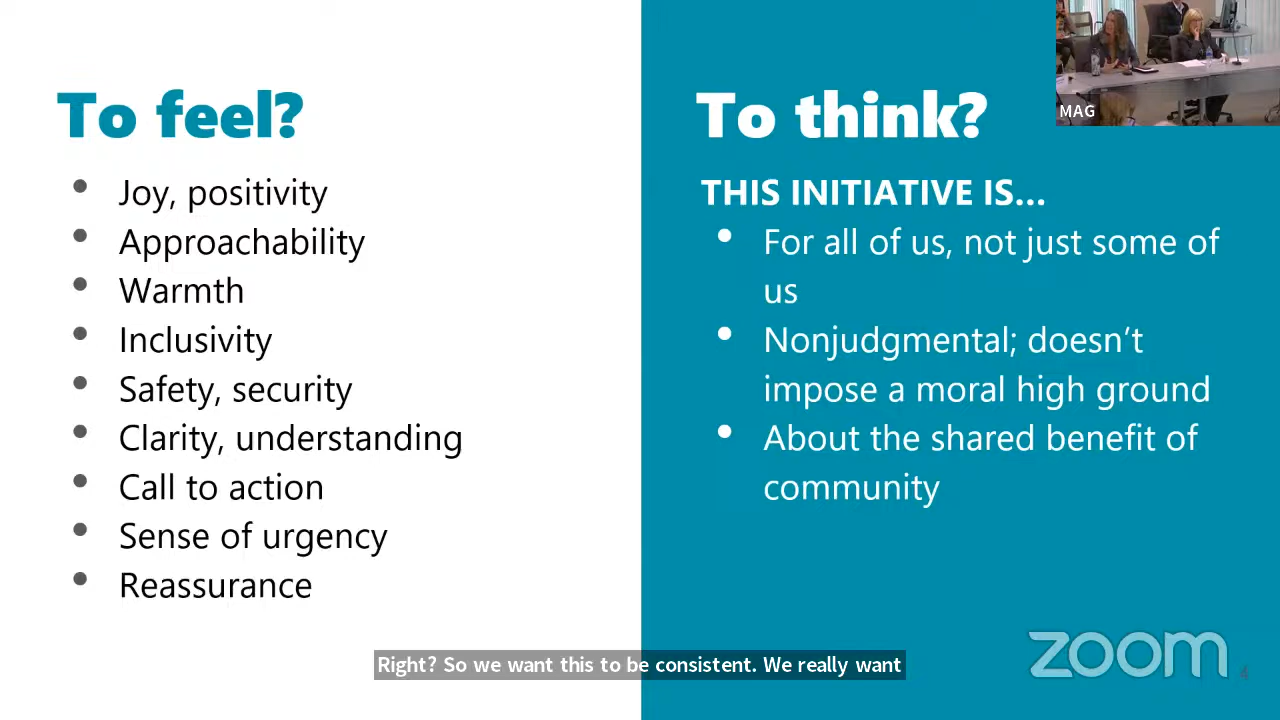 To feel?
• Joy, positivity
• Approachability
• Warmth
• Inclusivity
• Safety, security
• Clarity, understanding
• Call to action
• Sense of urgency
• Reassurance
To think?
THIS INITIATIVE IS...
• For all of us, not just some of
us
• Nonjudgmental; doesn’t
impose a moral high ground
• About the shared benefit of
community
MAG
Right? So we want this to be consistent. We really want
zoom
4